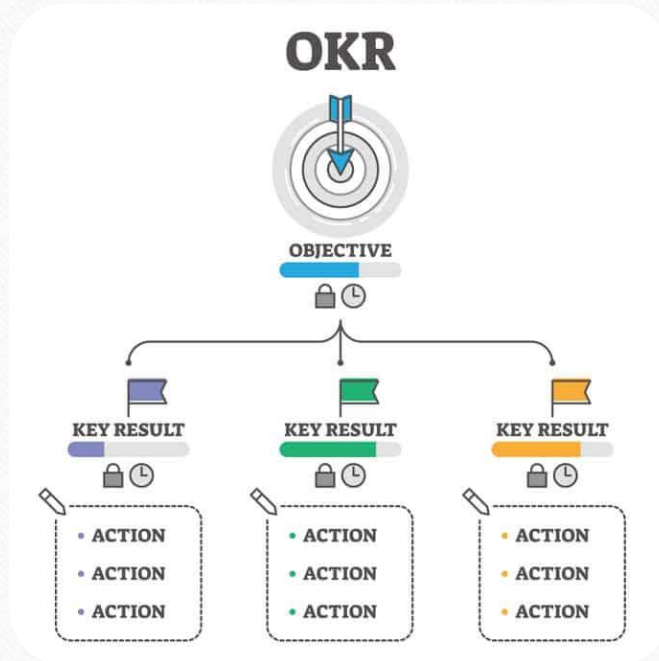 OKR
OBJECTIVE
KEY RESULT
KEY RESULT
KEY RESULT
ACTION
ACTION
ACTION
ACTION
ACTION
ACTION
ACTION
ACTION
ACTION